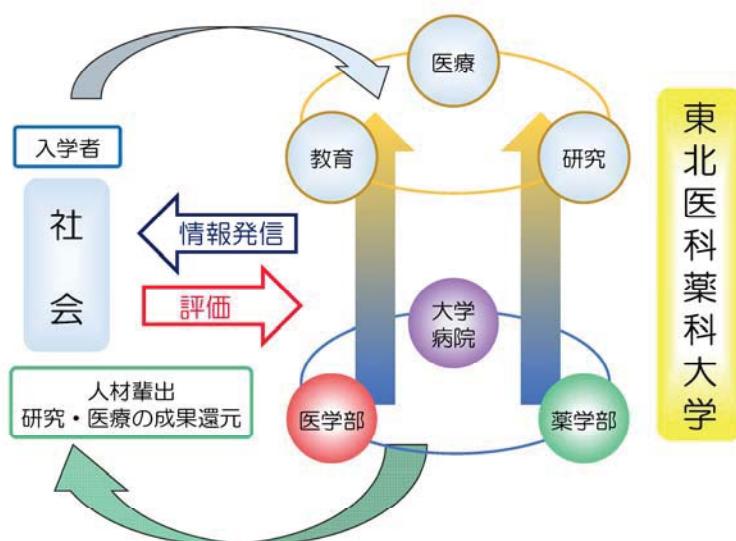 医療
教育
研究
入学者
社会
情報発信
評価
大学
病院
人材輩出
研究・医療の成果還元
医学部
薬学部
東北医科薬科大学